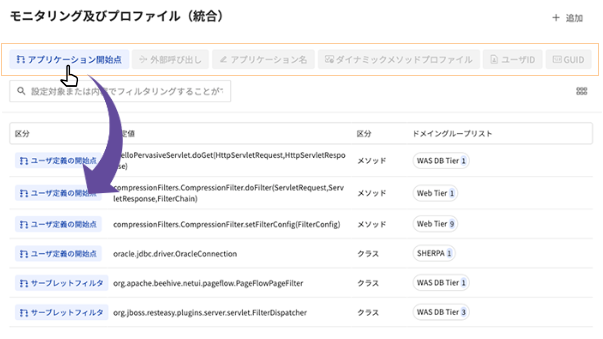 モニタリング及びプロファイル（統合）
＋ 追加
アプリケーション開始点 外部呼び出し アプリケーション名 ダイナミックメソッドプロファイル ユーザID GUID
設定対象または内容でフィルタリングすることが
区分 定値 区分 ドメイングループリスト
ユーザ定義の開始点 elloPervasiveServlet.doGet(HttpServletRequest,HttpServletRespo メソッド WAS DB Tier 1
nse)
ユーザ定義の開始点 compressionFilters.CompressionFilter.doFilter(ServletRequest,Ser メソッド Web Tier 1
vletResponse,FilterChain)
ユーザ定義の開始点 compressionFilters.CompressionFilter.setFilterConfig(FilterConfig) メソッド Web Tier 9
ユーザ定義の開始点 oracle.jdbc.driver.OracleConnection クラス SHERPA 1
サーブレットフィルタ org.apache.beehive.netui.pageflow.PageFlowPageFilter クラス WAS DB Tier 1
サーブレットフィルタ org.jboss.resteasy.plugins.server.servlet.FilterDispatcher クラス WAS DB Tier 3